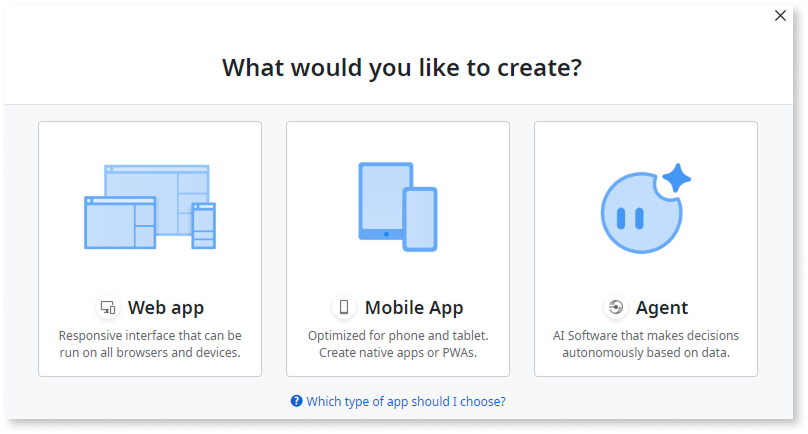 What would you like to create?
Web app
Responsive interface that can be
run on all browsers and devices.
Mobile App
Optimized for phone and tablet.
Create native apps or PWAs.
Agent
AI Software that makes decisions
autonomously based on data.
? Which type of app should I choose?